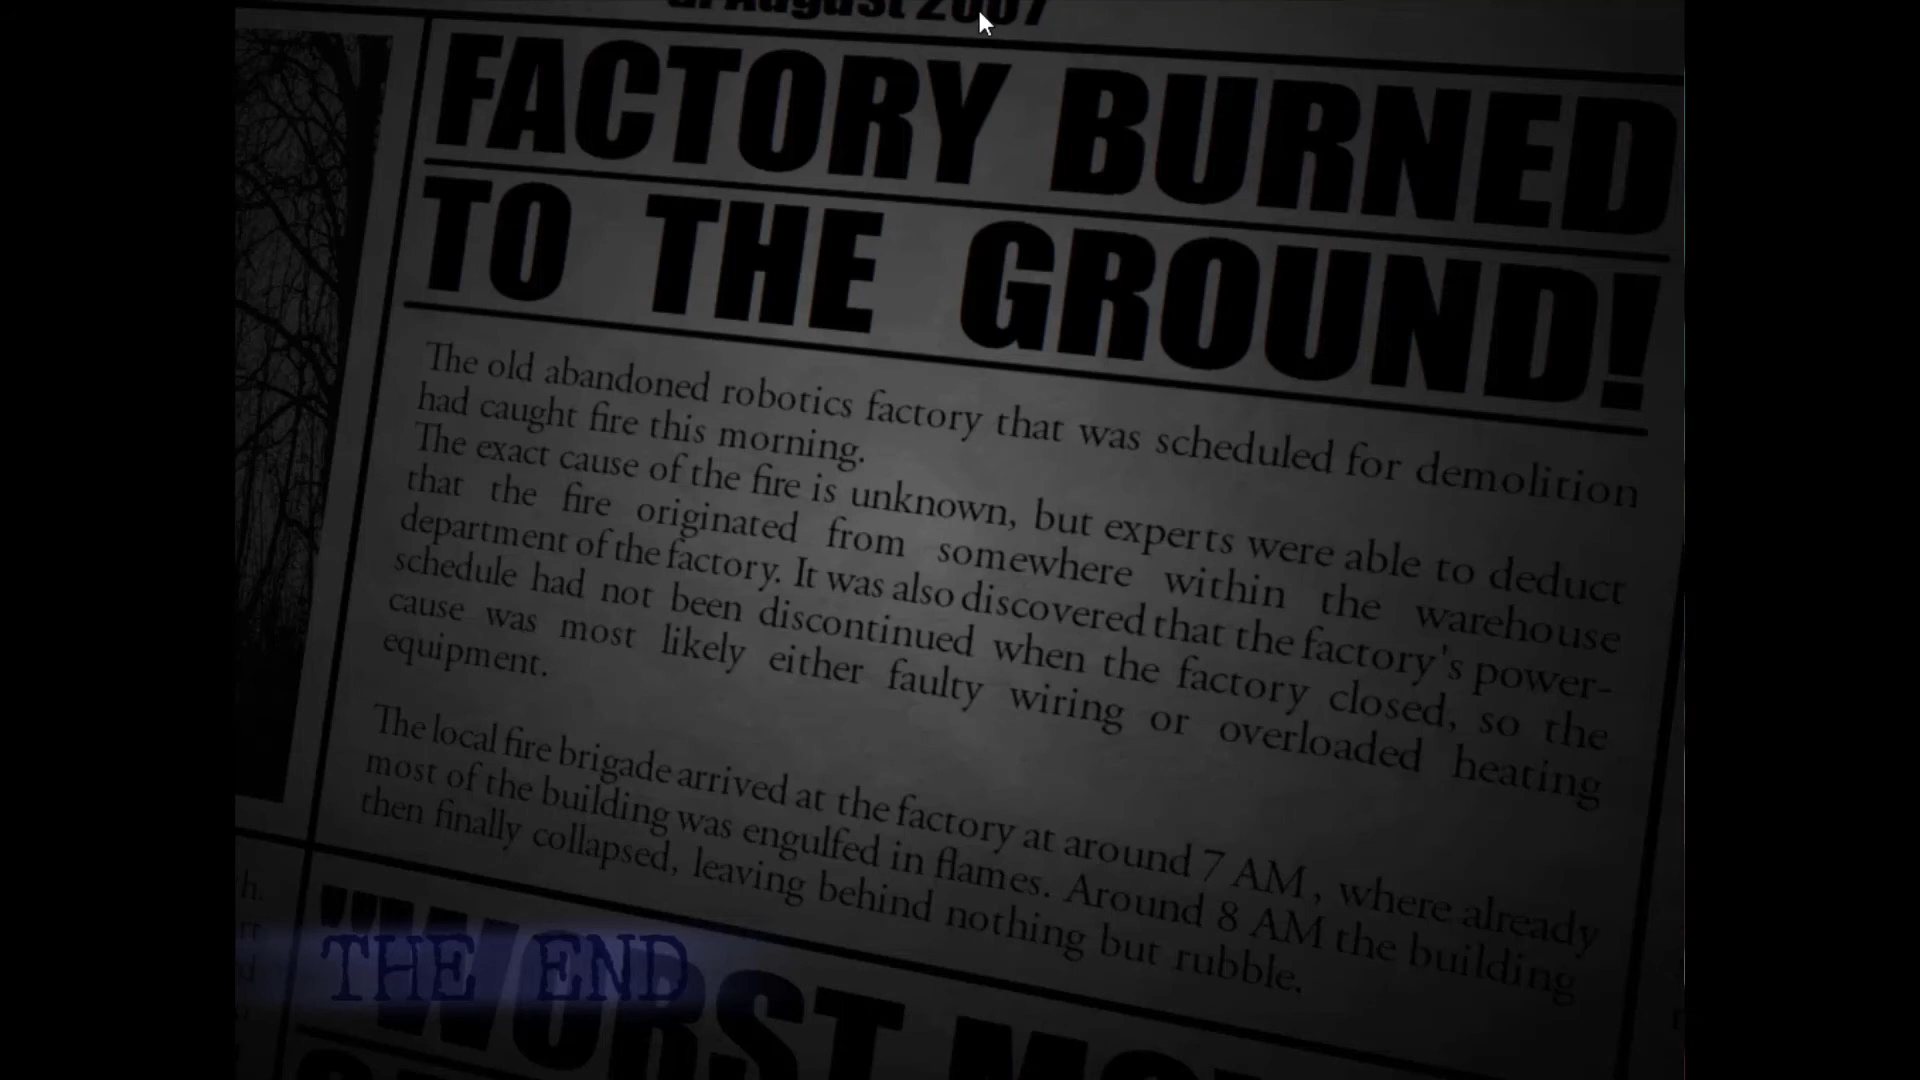 August 2007
FACTORY BURNED
TO THE GROUND!
The old abandoned robotics factory that was scheduled for demolition
had caught fire this morning.
The exact cause of the fire is unknown, but experts were able to deduct
that the fire originated from somewhere within the warehouse
department of the factory. It was also discovered that the factory's power-
schedule had not been discontinued when the factory closed, so the
cause was most likely either faulty wiring or overloaded heating
equipment.
The local fire brigade arrived at the factory at around 7 AM, where already
most of the building was engulfed in flames. Around 8 AM the building
then finally collapsed, leaving behind nothing but rubble.
h.
"WORST
THE END